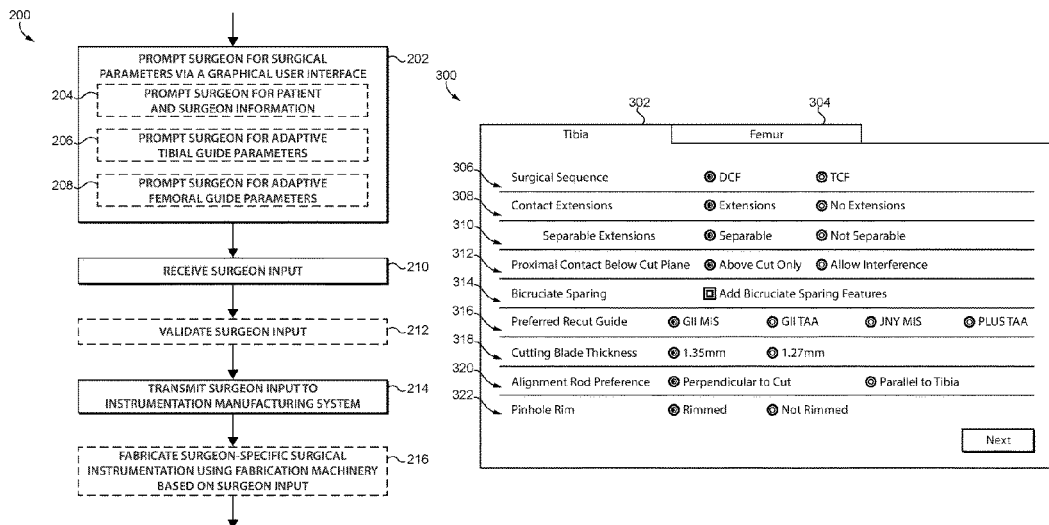 200
PROMPT SURGEON FOR SURGICAL
PARAMETERS VIA A GRAPHICAL USER INTERFACE
202
204
PROMPT SURGEON FOR PATIENT
AND SURGEON INFORMATION
206
PROMPT SURGEON FOR ADAPTIVE
TIBIAL GUIDE PARAMETERS
208
PROMPT SURGEON FOR ADAPTIVE
FEMORAL GUIDE PARAMETERS
RECEIVE SURGEON INPUT
210
VALIDATE SURGEON INPUT
212
TRANSMIT SURGEON INPUT TO
INSTRUMENTATION MANUFACTURING SYSTEM
214
FABRICATE SURGEON-SPECIFIC SURGICAL
INSTRUMENTATION USING FABRICATION MACHINERY
BASED ON SURGEON INPUT
216
300
302
304
Tibia Femur
306
Surgical Sequence DCF TCF
308
Contact Extensions Extensions No Extensions
310
Separable Extensions Separable Not Separable
312
Proximal Contact Below Cut Plane Above Cut Only Allow Interference
314
Bicruciate Sparing Add Bicruciate Sparing Features
316
Preferred Recut Guide GII MIS GII TAA JNY MIS PLUS TAA
318
Cutting Blade Thickness 1.35mm 1.27mm
320
Alignment Rod Preference Perpendicular to Cut Parallel to Tibia
322
Pinhole Rim Rimmed Not Rimmed
Next